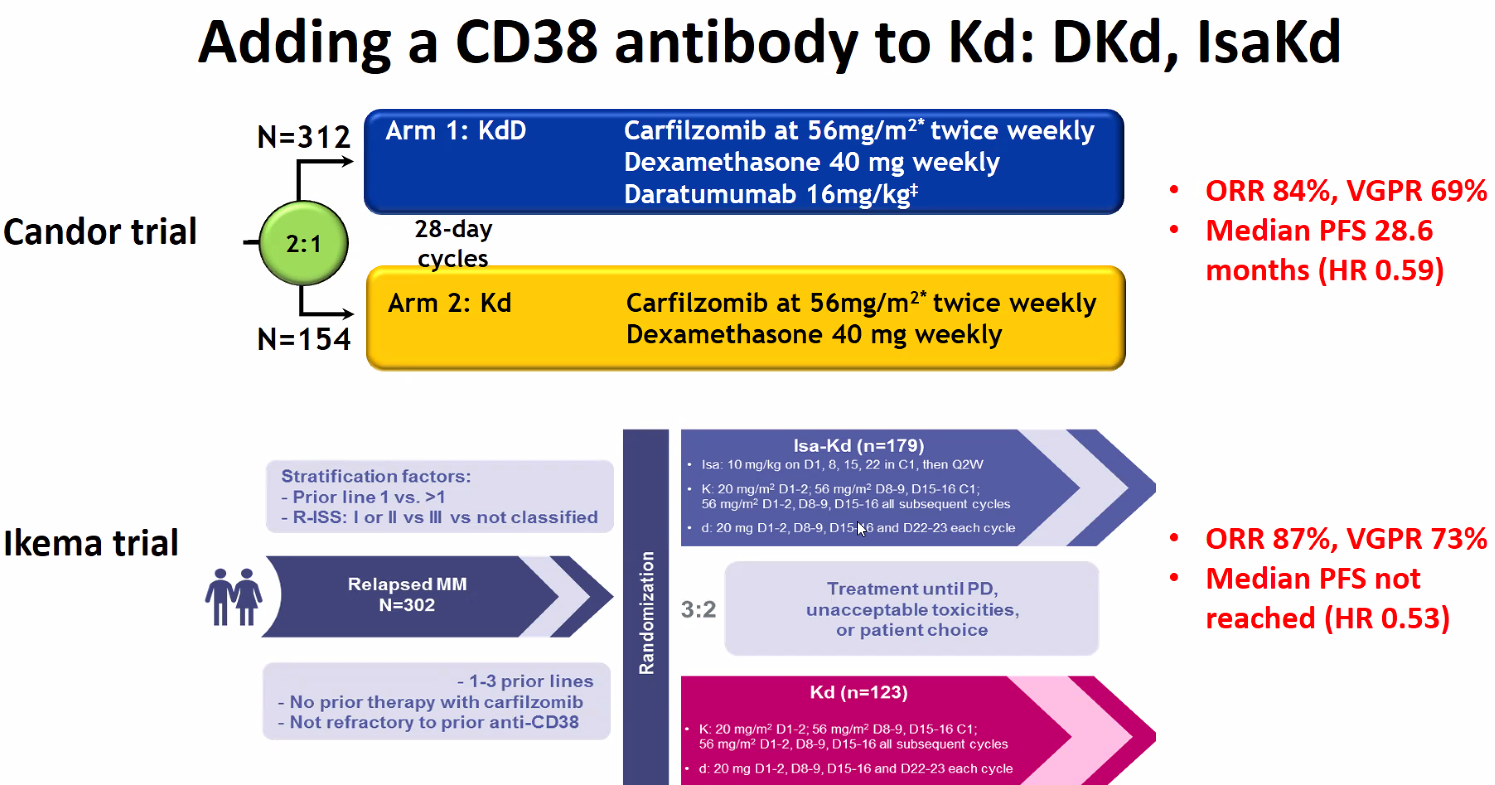 Adding a CD38 antibody to Kd: DKd, IsaKd
Candor trial
N=312
2:1
N=154
Arm 1: KdD
Carfilzomib at 56mg/m²* twice weekly
Dexamethasone 40 mg weekly
Daratumumab 16mg/kg‡
28-day
cycles
Arm 2: Kd
Carfilzomib at 56mg/m²* twice weekly
Dexamethasone 40 mg weekly
• ORR 84%, VGPR 69%
• Median PFS 28.6
months (HR 0.59)
Ikema trial
Stratification factors:
- Prior line 1 vs. >1
- R-ISS: I or II vs III vs not classified
Relapsed MM
N=302
- 1-3 prior lines
- No prior therapy with carfilzomib
- Not refractory to prior anti-CD38
Randomization
Isa-Kd (n=179)
• Isa: 10 mg/kg on D1, 8, 15, 22 in C1, then Q2W
• K: 20 mg/m² D1-2; 56 mg/m² D8-9, D15-16 C1;
56 mg/m² D1-2, D8-9, D15-16 all subsequent cycles
• d: 20 mg D1-2, D8-9, D15-16 and D22-23 each cycle
3:2
Treatment until PD,
unacceptable toxicities,
or patient choice
Kd (n=123)
• K: 20 mg/m² D1-2; 56 mg/m² D8-9, D15-16 C1;
56 mg/m² D1-2, D8-9, D15-16 all subsequent cycles
• d: 20 mg D1-2, D8-9, D15-16 and D22-23 each cycle
• ORR 87%, VGPR 73%
• Median PFS not
reached (HR 0.53)